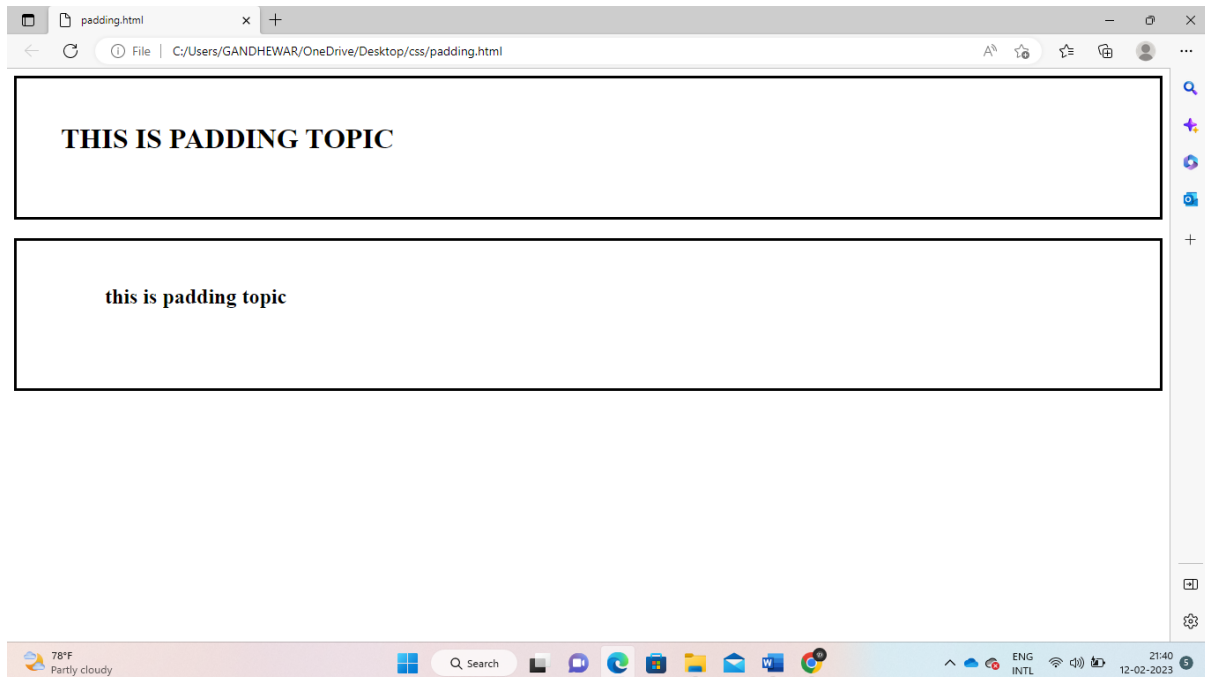 padding.html
File | C:/Users/GANDHEWAR/OneDrive/Desktop/css/padding.html
THIS IS PADDING TOPIC
this is padding topic
78°F
Partly cloudy
Search
ENG
INTL
21:40
12-02-2023
5